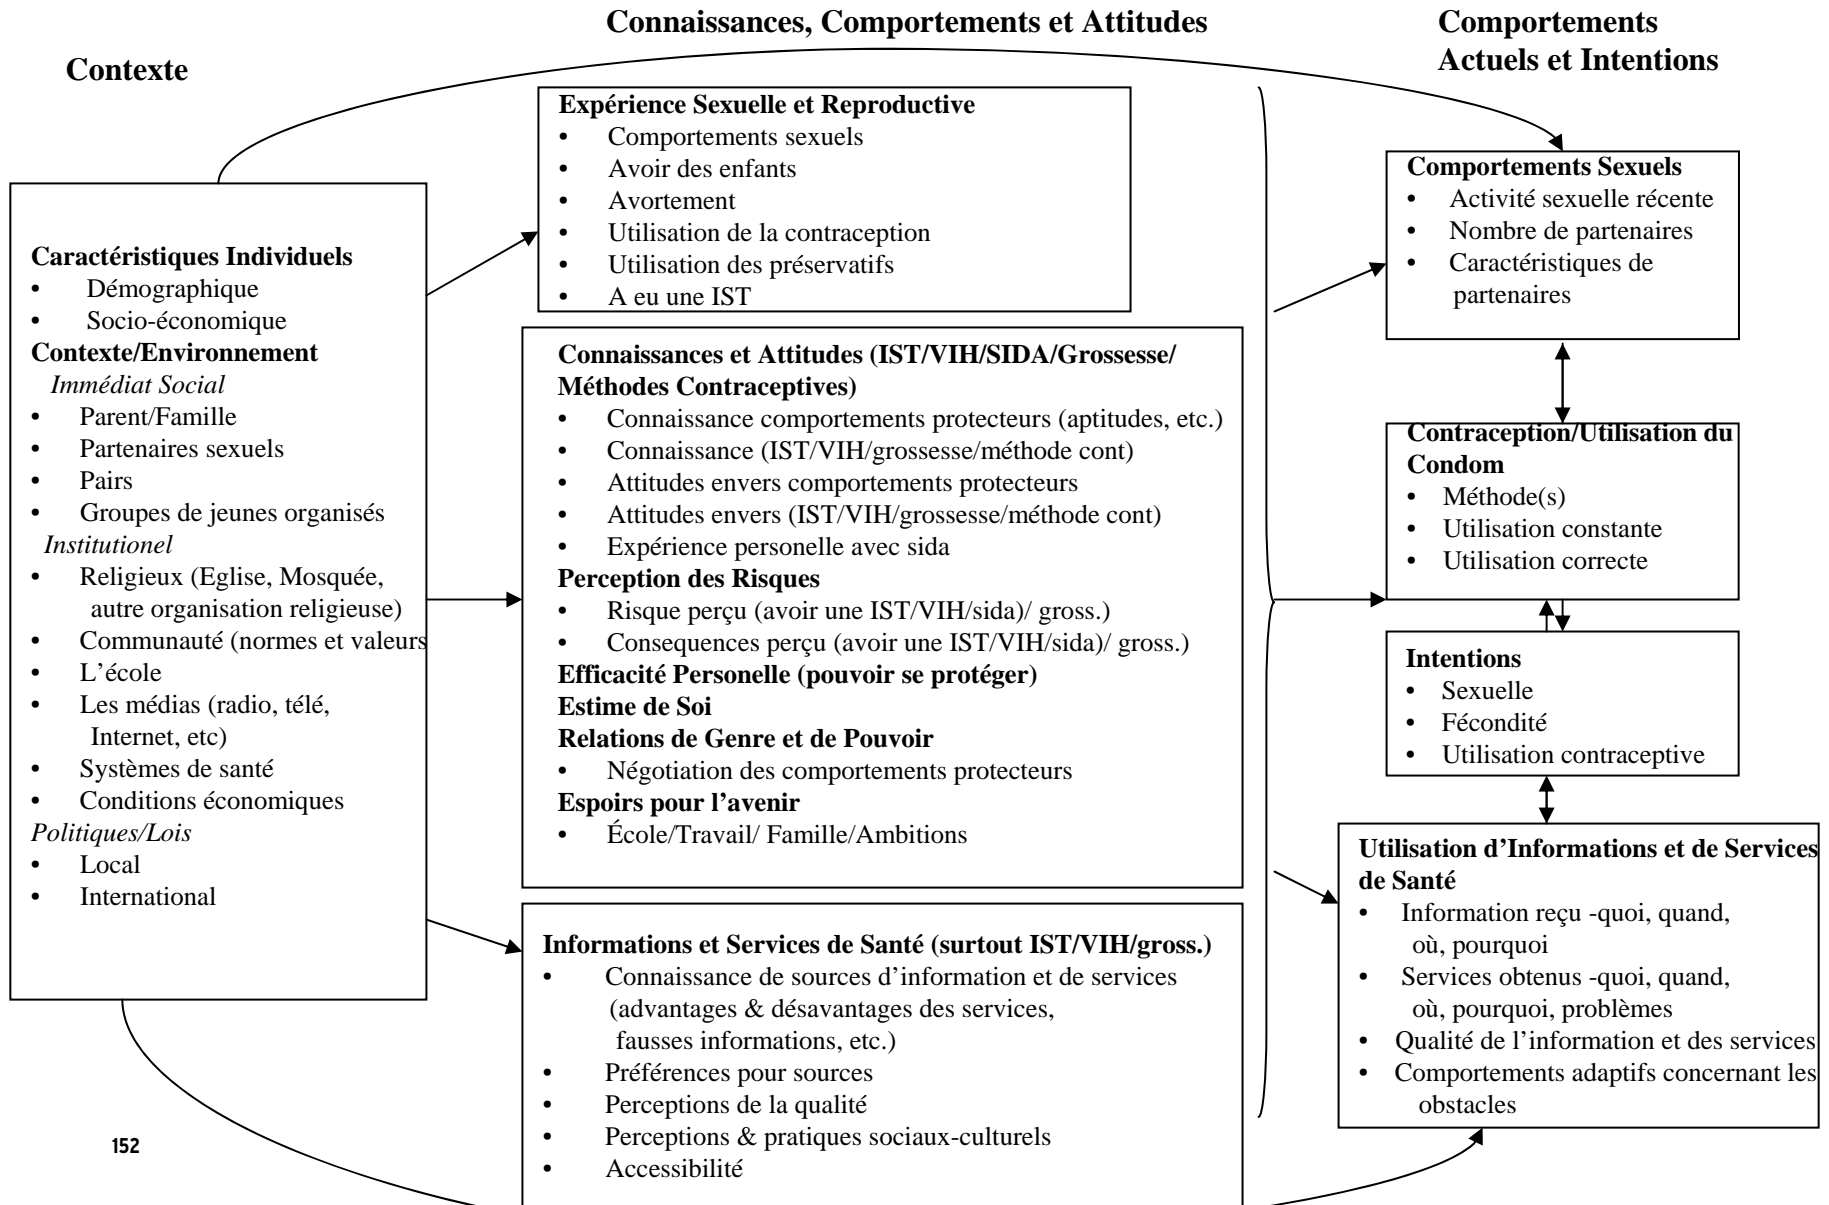 Connaissances, Comportements et Attitudes
Comportements
Actuels et Intentions
Contexte
Caractéristiques Individuels
• Démographique
• Socio-économique
Contexte/Environnement
Immédiat Social
• Parent/Famille
• Partenaires sexuels
• Pairs
• Groupes de jeunes organisés
Institutionel
• Religieux (Eglise, Mosquée,
autre organisation religieuse)
• Communauté (normes et valeurs
• L’école
• Les médias (radio, télé,
Internet, etc)
• Systèmes de santé
• Conditions économiques
Politiques/Lois
• Local
• International
Expérience Sexuelle et Reproductive
• Comportements sexuels
• Avoir des enfants
• Avortement
• Utilisation de la contraception
• Utilisation des préservatifs
• A eu une IST
Connaissances et Attitudes (IST/VIH/SIDA/Grossesse/
Méthodes Contraceptives)
• Connaissance comportements protecteurs (aptitudes, etc.)
• Connaissance (IST/VIH/grossesse/méthode cont)
• Attitudes envers comportements protecteurs
• Attitudes envers (IST/VIH/grossesse/méthode cont)
• Expérience personelle avec sida
Perception des Risques
• Risque perçu (avoir une IST/VIH/sida)/ gross.)
• Consequences perçu (avoir une IST/VIH/sida)/ gross.)
Efficacité Personelle (pouvoir se protéger)
Estime de Soi
Relations de Genre et de Pouvoir
• Négotiation des comportements protecteurs
Espoirs pour l’avenir
• École/Travail/ Famille/Ambitions
Informations et Services de Santé (surtout IST/VIH/gross.)
• Connaissance de sources d’information et de services
(advantages & désavantages des services,
fausses informations, etc.)
• Préférences pour sources
• Perceptions de la qualité
• Perceptions & pratiques sociaux-culturels
• Accessibilité
Comportements Sexuels
• Activité sexuelle récente
• Nombre de partenaires
• Caractéristiques de
partenaires
Contraception/Utilisation du
Condom
• Méthode(s)
• Utilisation constante
• Utilisation correcte
Intentions
• Sexuelle
• Fécondité
• Utilisation contraceptive
Utilisation d’Informations et de Services
de Santé
• Information reçu -quoi, quand,
où, pourquoi
• Services obtenus -quoi, quand,
où, pourquoi, problèmes
• Qualité de l’information et des services
• Comportements adaptifs concernant les
obstacles
152